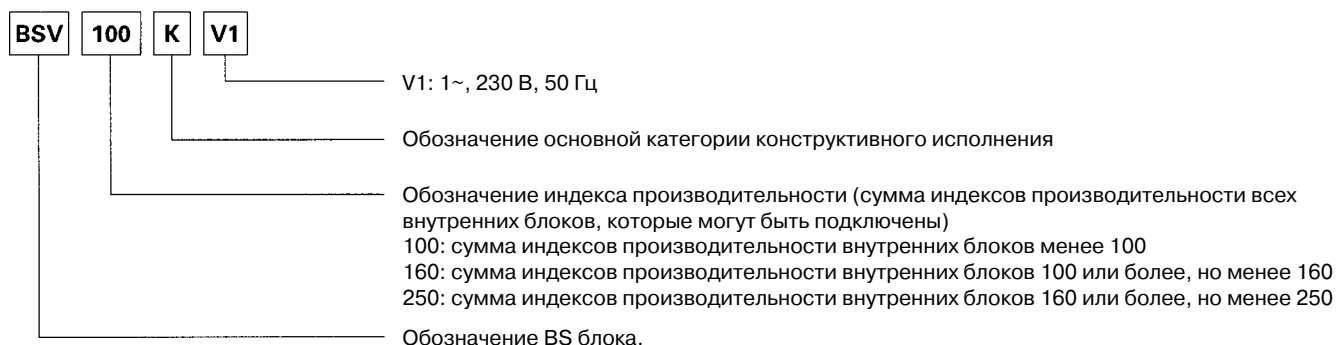 BSV 100 K V1
V1: 1~, 230 В, 50 Гц
Обозначение основной категории конструктивного исполнения
Обозначение индекса производительности (сумма индексов производительности всех
внутренних блоков, которые могут быть подключены)
100: сумма индексов производительности внутренних блоков менее 100
160: сумма индексов производительности внутренних блоков 100 или более, но менее 160
250: сумма индексов производительности внутренних блоков 160 или более, но менее 250
Обозначение BS блока.